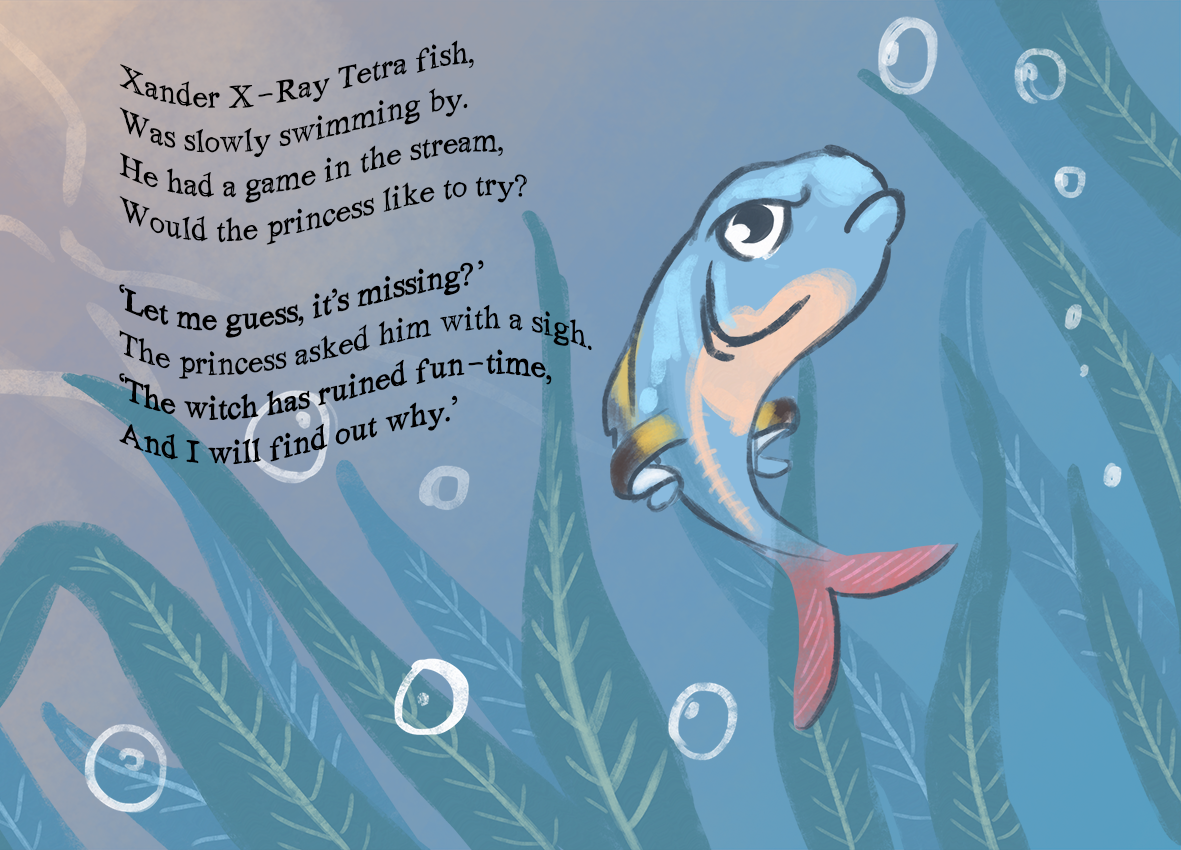 Xander X-Ray Tetra fish,
Was slowly swimming by.
He had a game in the stream,
Would the princess like to try?
‘Let me guess, it’s missing?’
The princess asked him with a sigh.
‘The witch has ruined fun-time,
And I will find out why.’